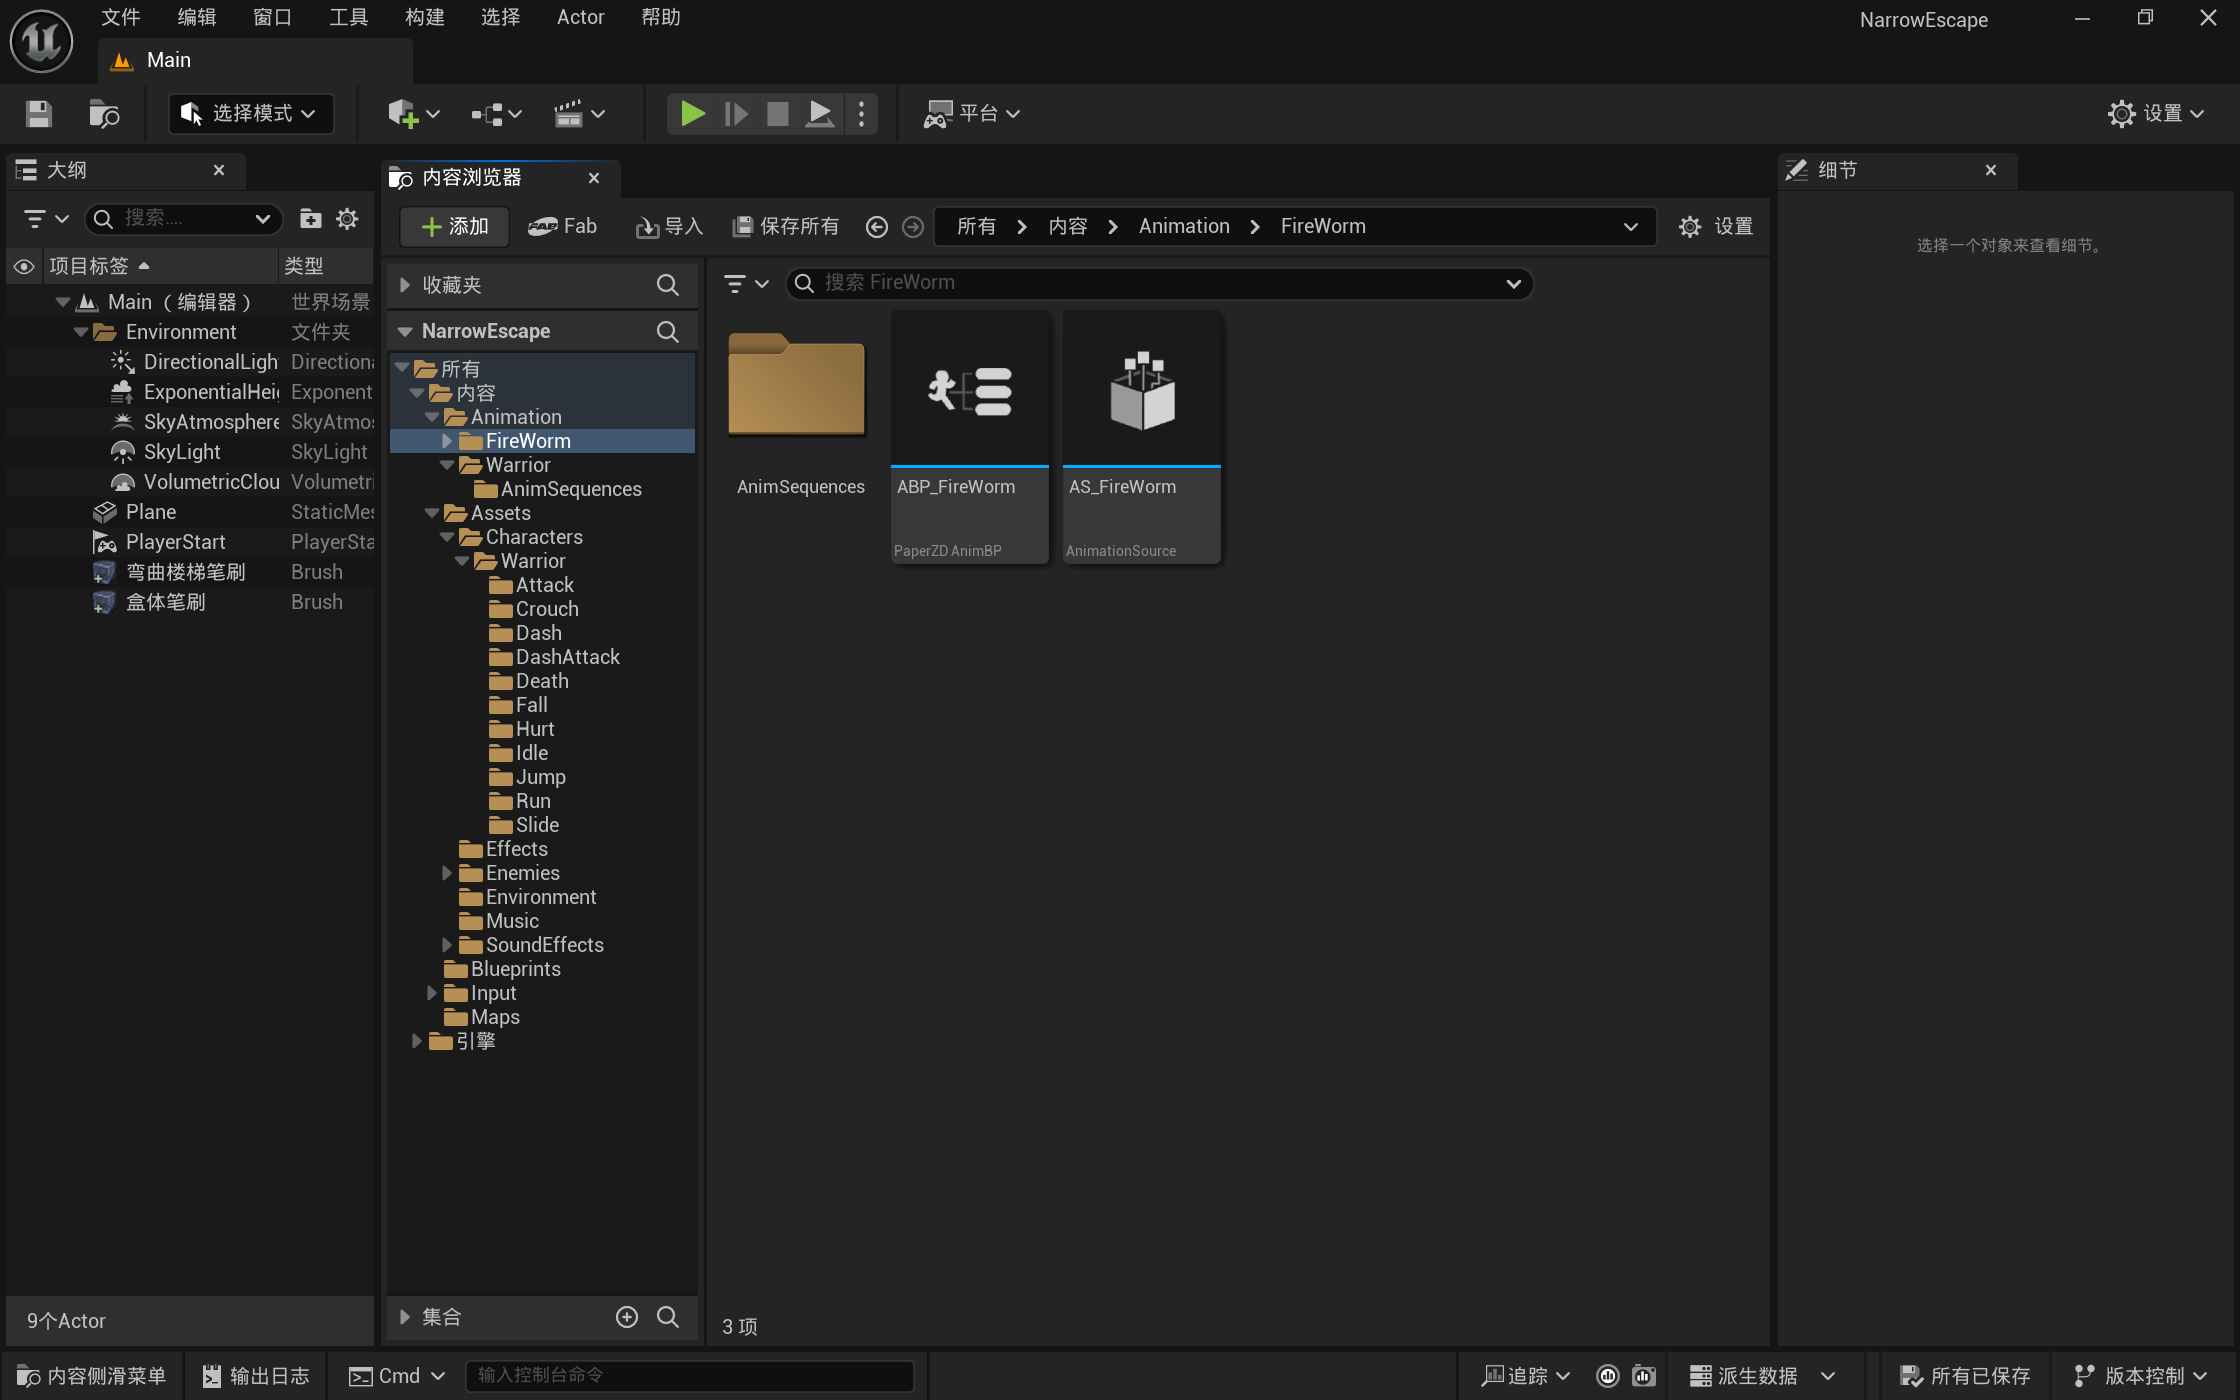 文件 编辑 窗口 工具 构建 选择 Actor 帮助
NarrowEscape
Main
选择模式
平台
设置
大纲
搜索....
项目标签 类型
Main（编辑器） 世界场景
Environment 文件夹
DirectionalLigh Directiona
ExponentialHei Exponent
SkyAtmosphere SkyAtmos
SkyLight SkyLight
VolumetricClou Volumetri
Plane StaticMes
PlayerStart PlayerSta
弯曲楼梯笔刷 Brush
盒体笔刷 Brush
9个Actor
内容浏览器
添加 Fab 导入 保存所有 所有 内容 Animation FireWorm 设置
收藏夹
NarrowEscape
所有
内容
Animation
FireWorm
Warrior
AnimSequences
Assets
Characters
Warrior
Attack
Crouch
Dash
DashAttack
Death
Fall
Hurt
Idle
Jump
Run
Slide
Effects
Enemies
Environment
Music
SoundEffects
Blueprints
Input
Maps
引擎
集合
搜索 FireWorm
AnimSequences
ABP_FireWorm
PaperZD AnimBP
AS_FireWorm
AnimationSource
3 项
细节
选择一个对象来查看细节。
内容侧滑菜单 输出日志 Cmd 输入控制台命令 追踪 派生数据 所有已保存 版本控制